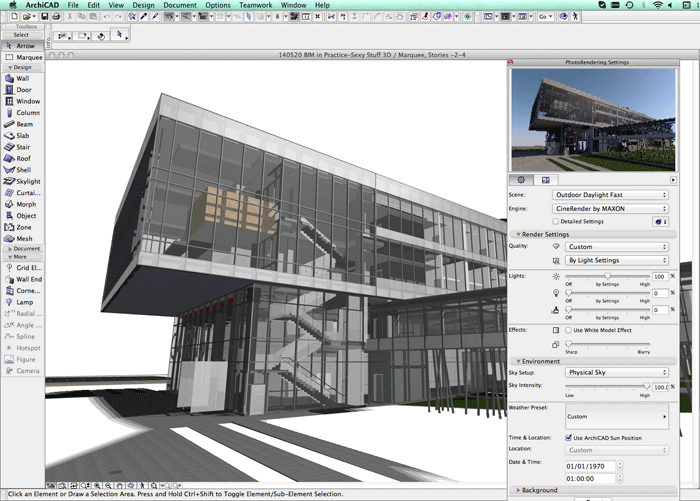 ArchiCAD File Edit View Design Document Options Teamwork Window Help
Toolbox
140520 BIM in Practice-Sexy Stuff 3D / Marquee, Stories -2-4
PhotoRendering Settings
Select
Arrow
Marquee
Design
Wall
Door
Window
Column
Beam
Slab
Stair
Roof
Shell
Skylight
Curtai...
Morph
Object
Zone
Mesh
Document
More
Grid El...
Wall End
Corne...
Lamp
Radial ...
Angle ...
Spline
Hotspot
Figure
Camera
Scene: Outdoor Daylight Fast
Engine: CineRender by MAXON
Detailed Settings
Render Settings
Quality: Custom
By Light Settings
Lights: 100 %
Off by Settings High
0 %
Off by Settings High
0 %
Off by Settings High
Effects: Use White Model Effect
Sharp Blurry
Environment
Sky Setup: Physical Sky
Sky Intensity: 100.0 %
Low High
Weather Preset:
Custom
Time & Location: Use ArchiCAD Sun Position
Location: Custom
Date & Time: 01/01/1970
01:00:00
Background
Click an Element or Draw a Selection Area. Press and Hold Ctrl+Shift to Toggle Element/Sub-Element Selection.